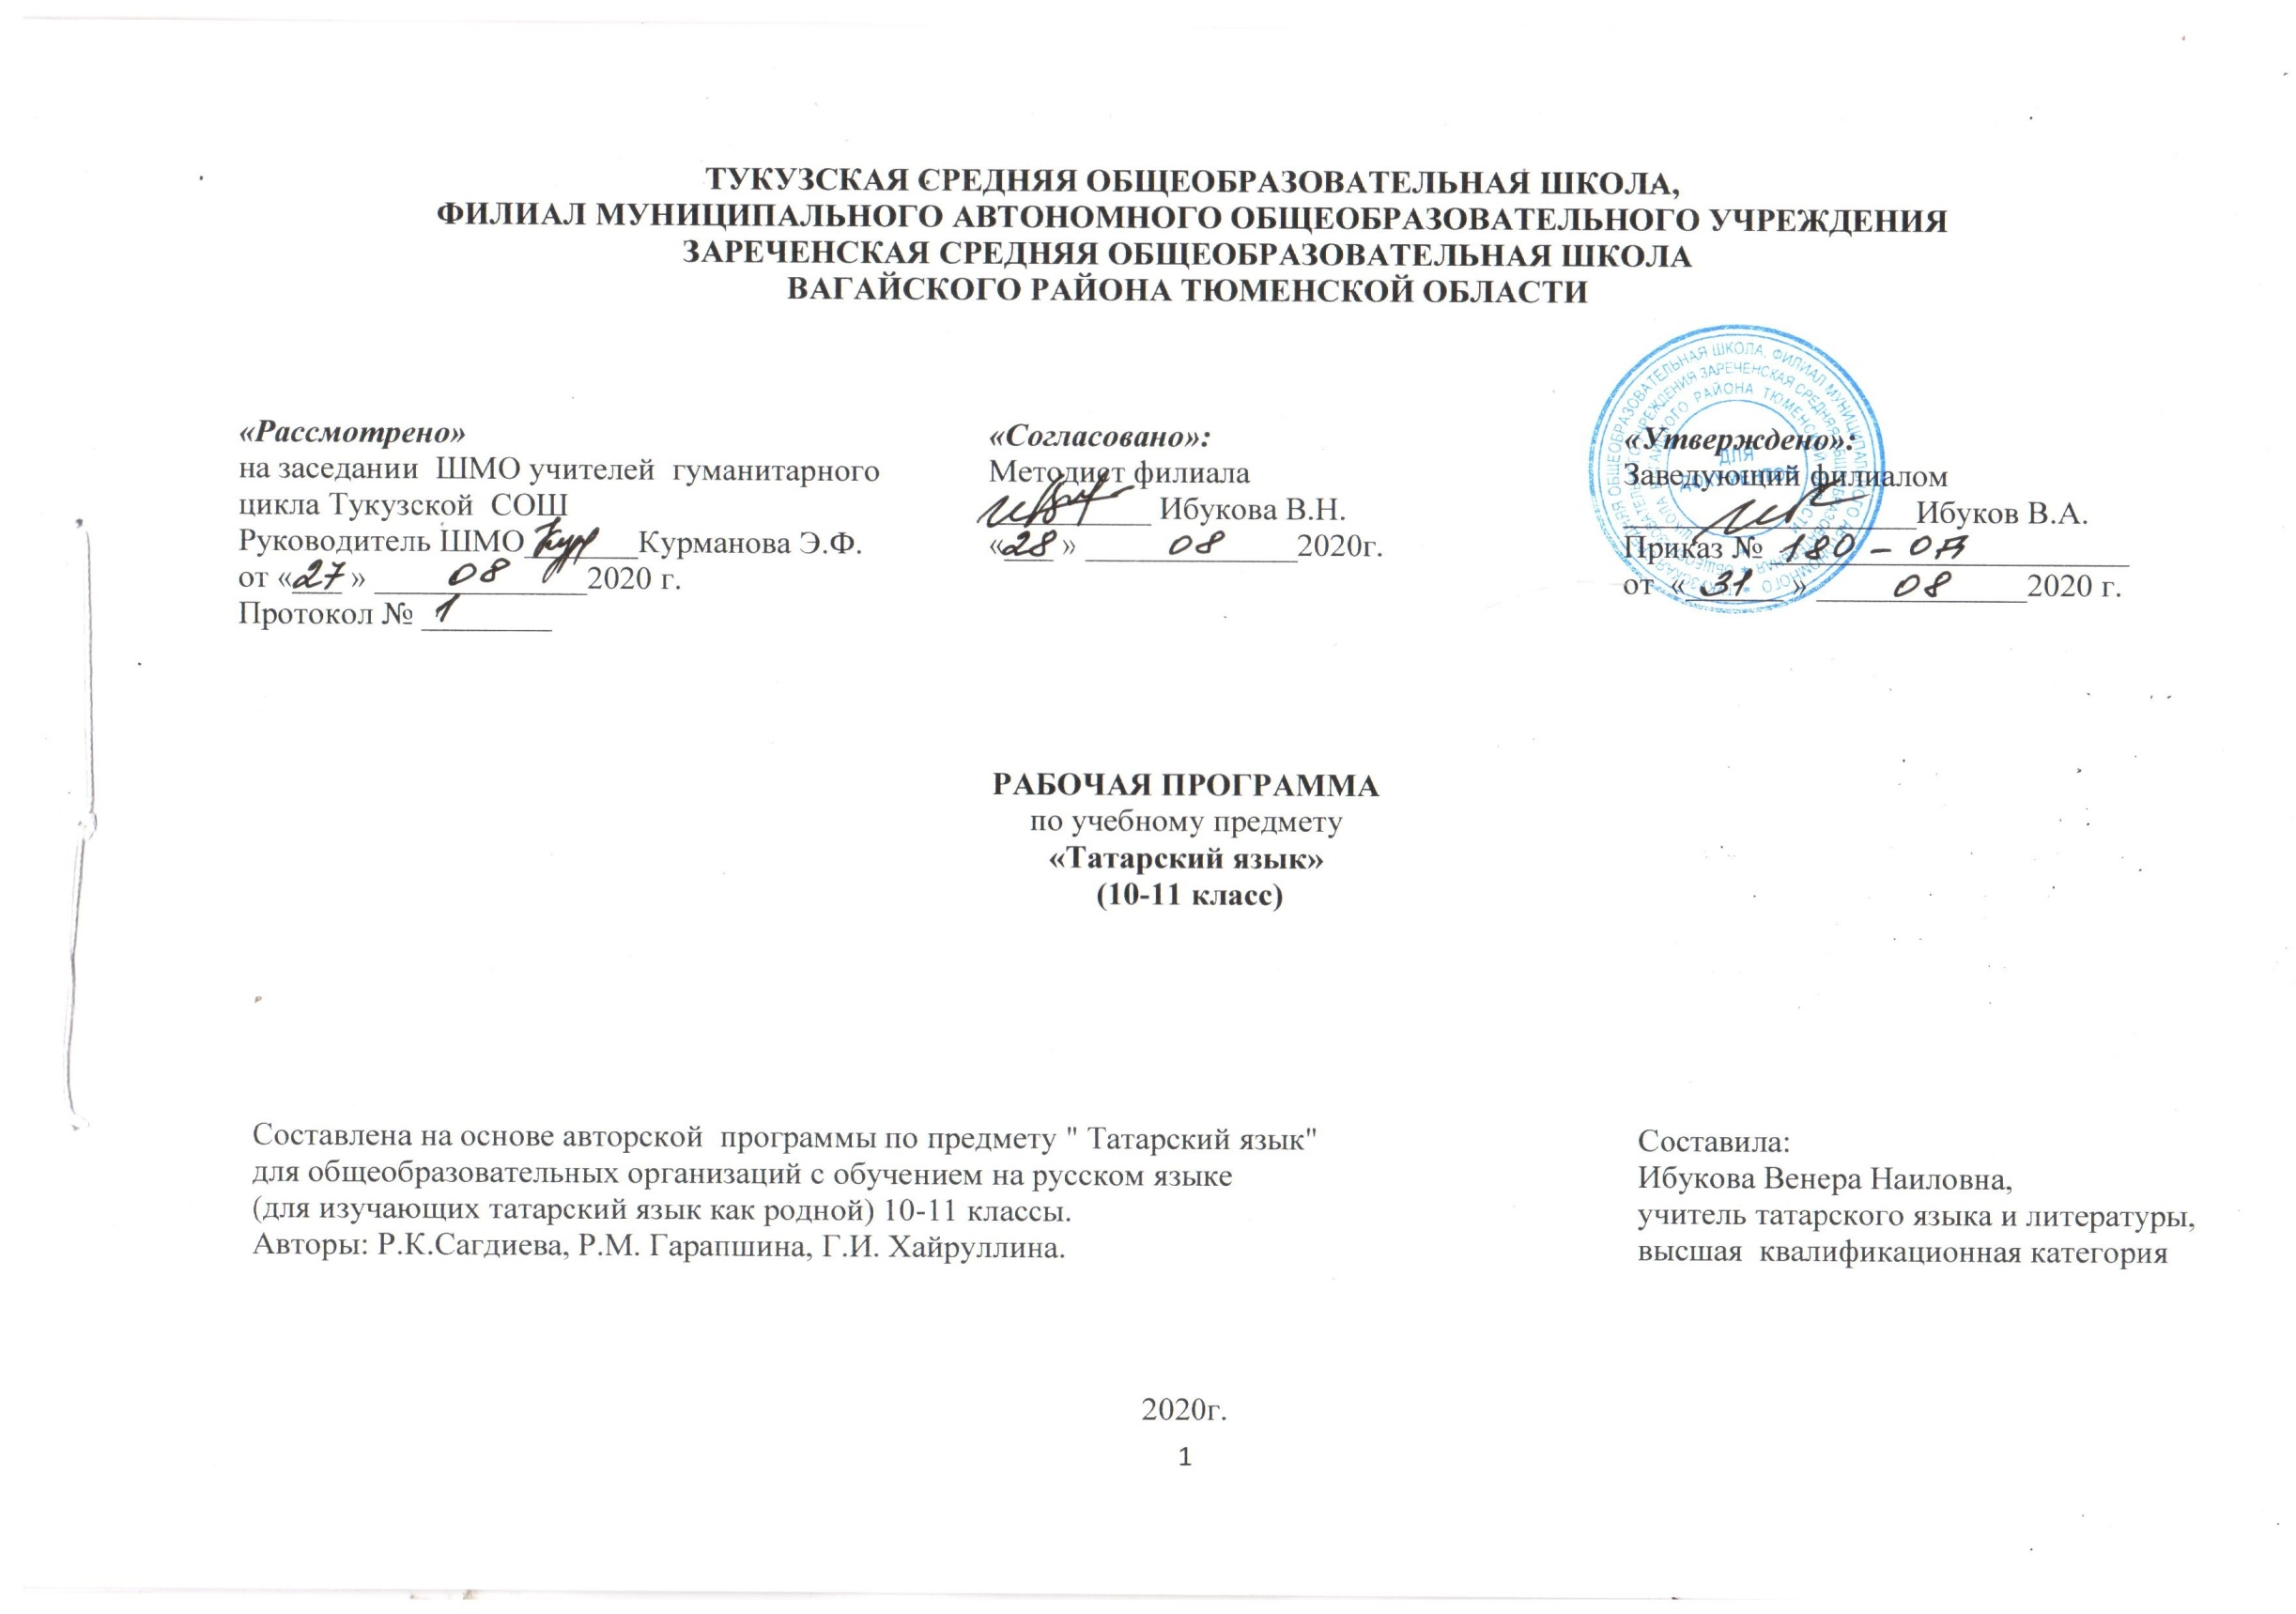 ТУКУЗСКАЯ СРЕДНЯЯ ОБЩЕОБРАЗОВАТЕЛЬНАЯ ШКОЛА,
ФИЛИАЛ МУНИЦИПАЛЬНОГО АВТОНОМНОГО ОБЩЕОБРАЗОВАТЕЛЬНОГО УЧРЕЖДЕНИЯ
ЗАРЕЧЕНСКАЯ СРЕДНЯЯ ОБЩЕОБРАЗОВАТЕЛЬНАЯ ШКОЛА
ВАГАЙСКОГО РАЙОНА ТЮМЕНСКОЙ ОБЛАСТИ
«Рассмотрено»
на заседании ШМО учителей гуманитарного
цикла Тукузской СОШ
Руководитель ШМО Курманова Э.Ф.
от «27» 08 2020 г.
Протокол № 1
«Согласовано»:
Методист филиала
Ибукова В.Н.
«28» 08 2020г.
«Утверждено»:
Заведующий филиалом
Ибуков В.А.
Приказ № 180 – ОД
от «31» 08 2020 г.
ДЛЯ
ДОКУМЕНТОВ
РАБОЧАЯ ПРОГРАММА
по учебному предмету
«Татарский язык»
(10-11 класс)
Составлена на основе авторской программы по предмету " Татарский язык"
для общеобразовательных организаций с обучением на русском языке
(для изучающих татарский язык как родной) 10-11 классы.
Авторы: Р.К.Сагдиева, Р.М. Гарапшина, Г.И. Хайруллина.
Составила:
Ибукова Венера Наиловна,
учитель татарского языка и литературы,
высшая квалификационная категория
2020г.
1